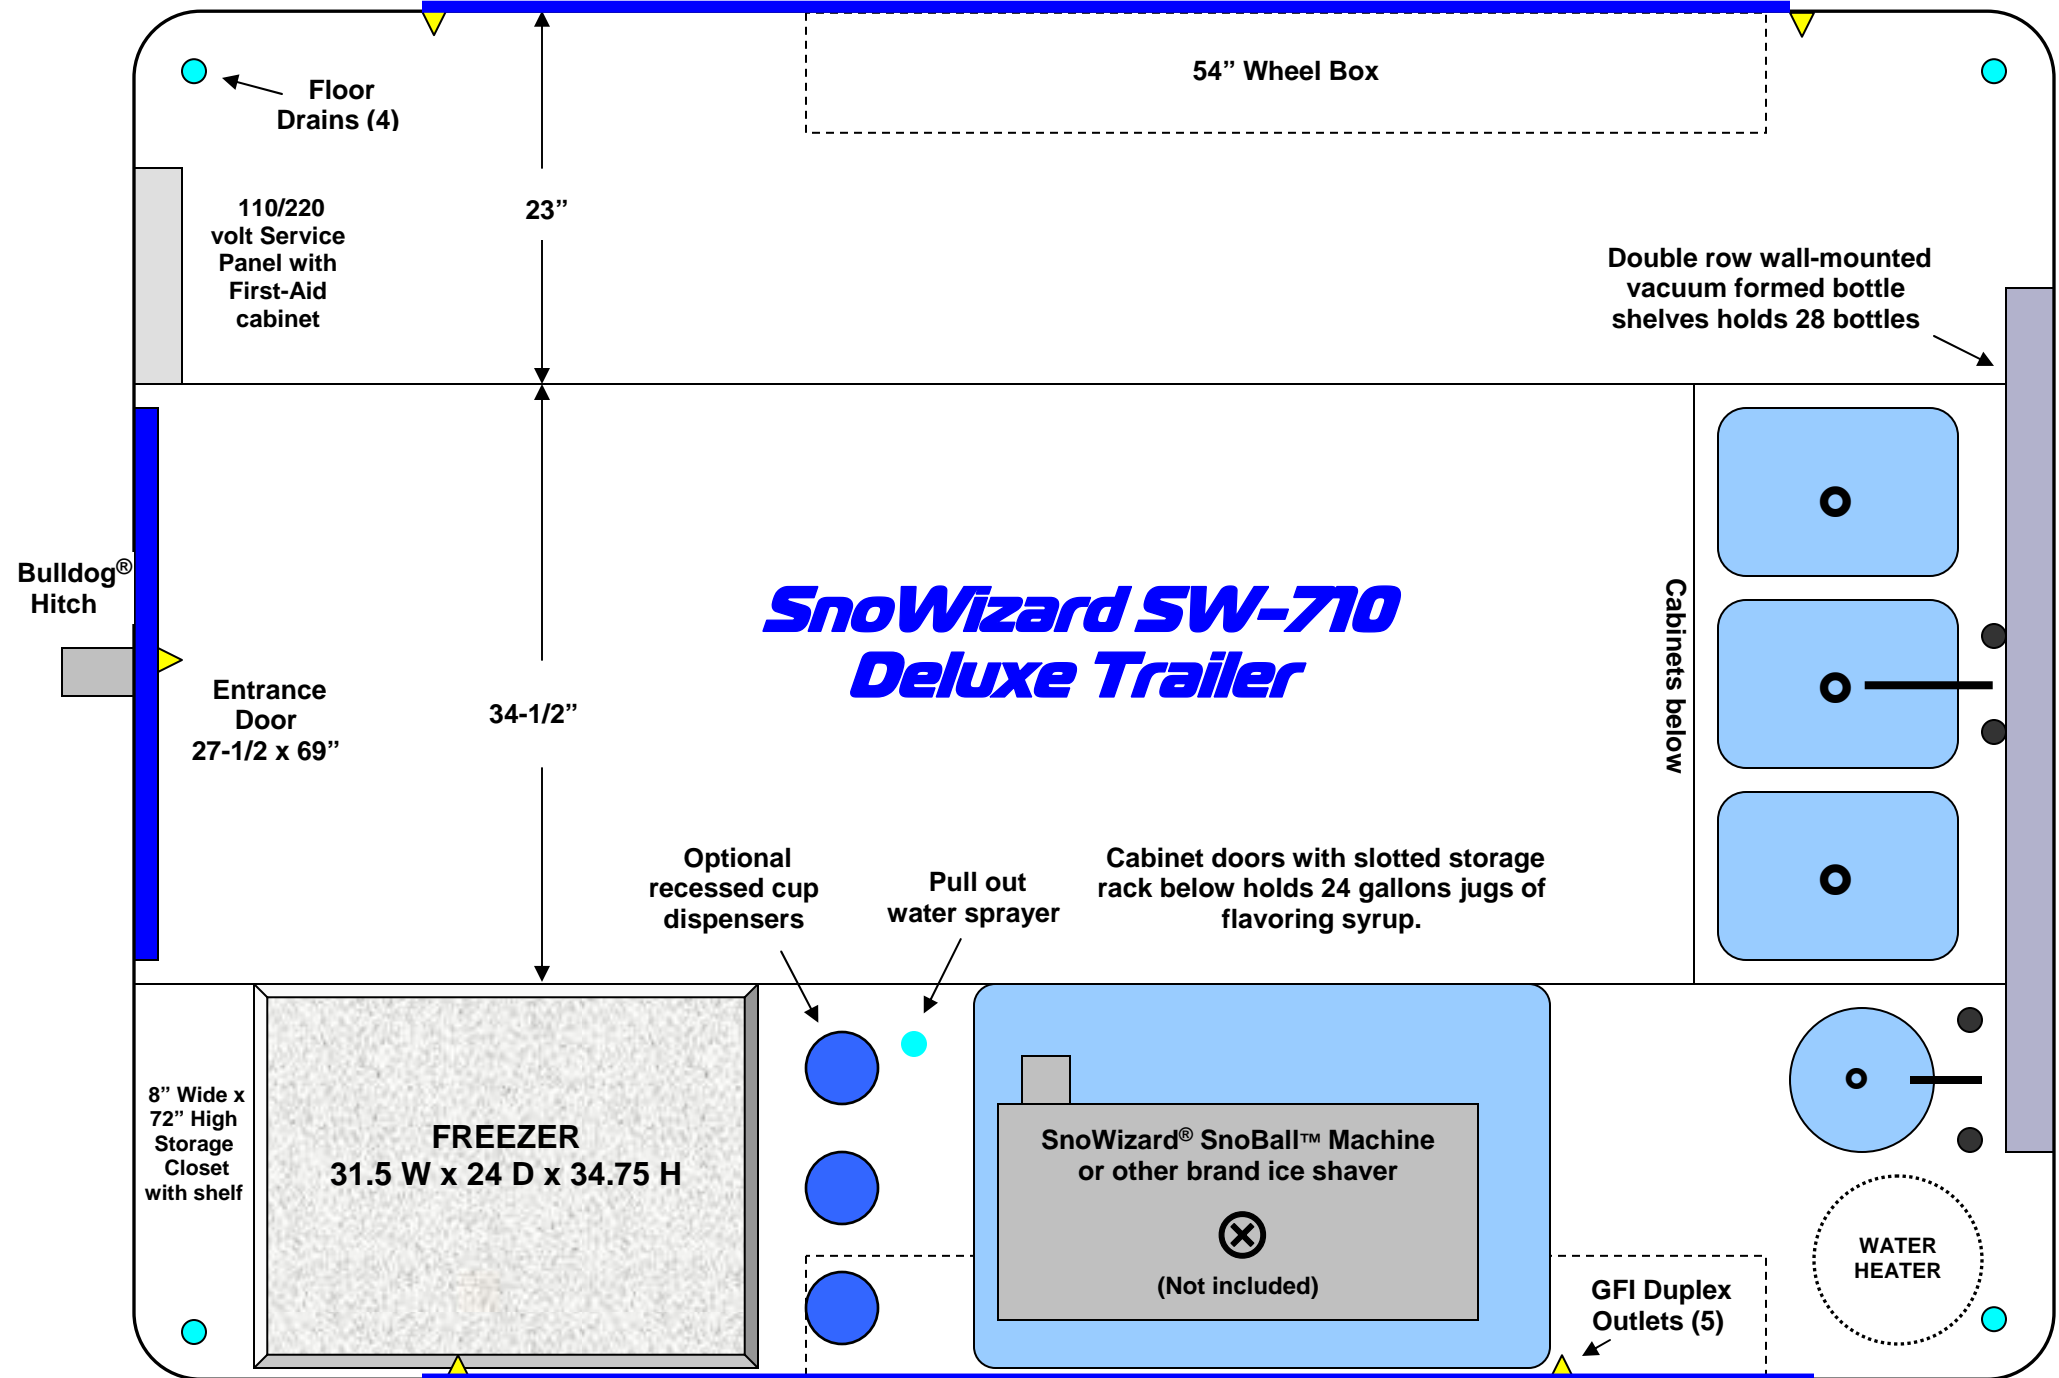 54” Wheel Box
Floor
Drains (4)
110/220
volt Service
Panel with
First-Aid
cabinet
23”
Double row wall-mounted
vacuum formed bottle
shelves holds 28 bottles
Bulldog®
Hitch
SnoWizard SW-710
Deluxe Trailer
Cabinets below
Entrance
Door
27-1/2 x 69”
34-1/2”
Optional
recessed cup
dispensers
Pull out
water sprayer
Cabinet doors with slotted storage
rack below holds 24 gallons jugs of
flavoring syrup.
8” Wide x
72” High
Storage
Closet
with shelf
FREEZER
31.5 W x 24 D x 34.75 H
SnoWizard® SnoBall™ Machine
or other brand ice shaver
(Not included)
GFI Duplex
Outlets (5)
WATER
HEATER